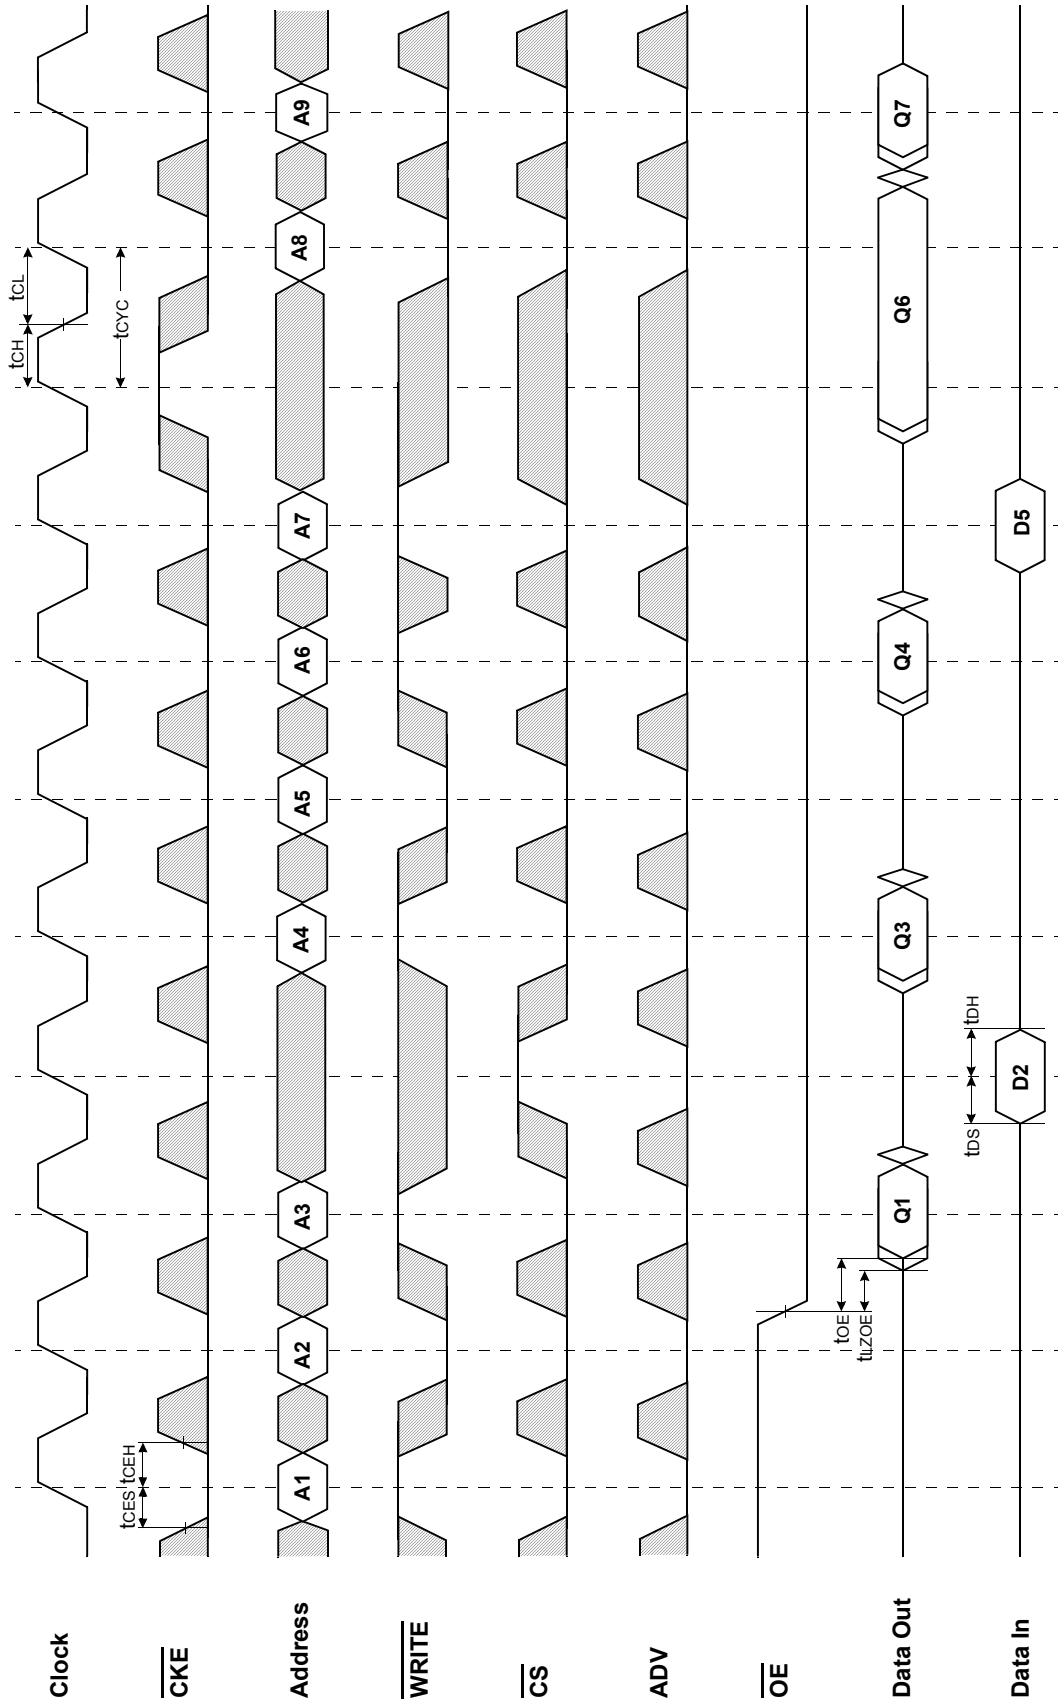 Clock
tCH tCL
CKE
tCES tCEH
tCYC
Address
A1 A2 A3 A4 A5 A6 A7 A8 A9
WRITE
CS
ADV
OE
tOE
tLZOE
Data Out
Q1 Q3 Q4 Q6 Q7
tDS tDH
Data In
D2 D5